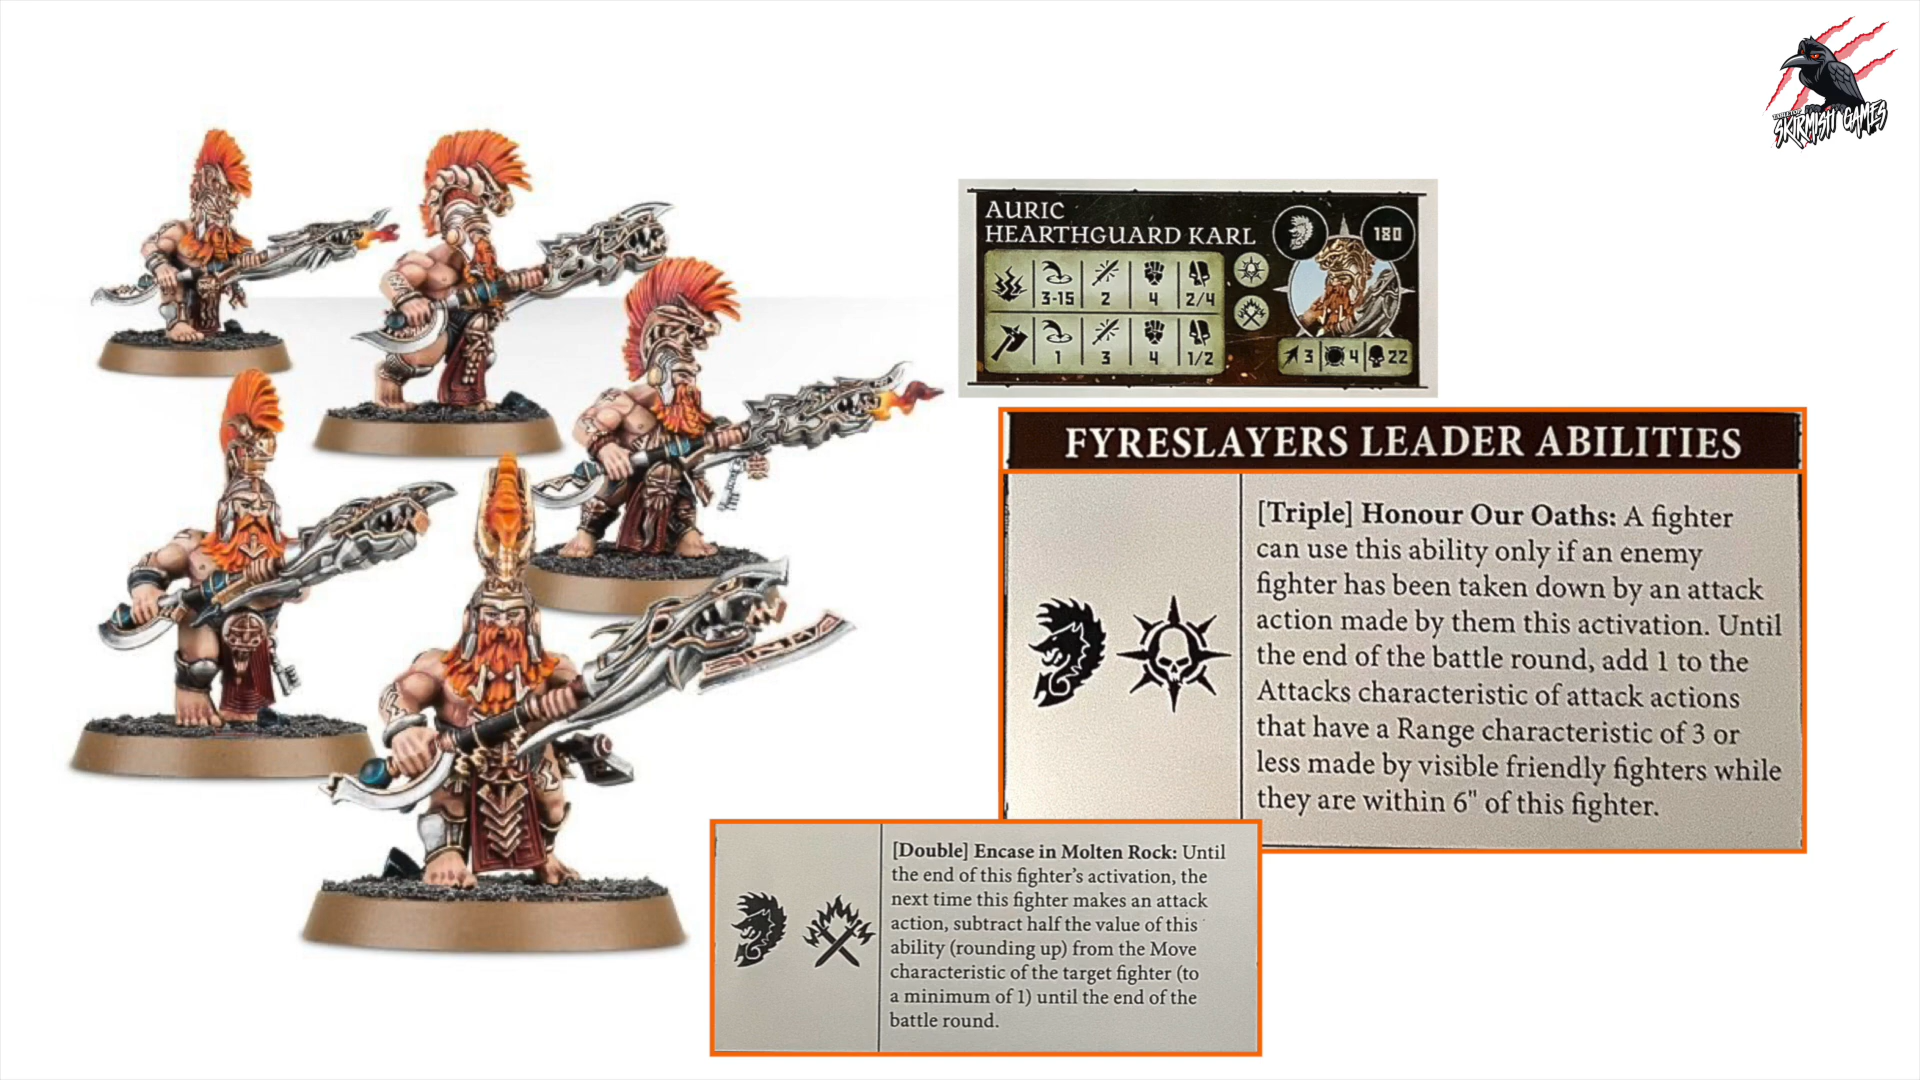 SKIRMISH GAMES
AURIC
HEARTHGUARD KARL
180
3-15 2 4 2/4
1 3 4 1/2
3 4 22
FYRESLAYERS LEADER ABILITIES
[Triple] Honour Our Oaths: A fighter
can use this ability only if an enemy
fighter has been taken down by an attack
action made by them this activation. Until
the end of the battle round, add 1 to the
Attacks characteristic of attack actions
that have a Range characteristic of 3 or
less made by visible friendly fighters while
they are within 6" of this fighter.
[Double] Encase in Molten Rock: Until
the end of this fighter's activation, the
next time this fighter makes an attack
action, subtract half the value of this
ability (rounding up) from the Move
characteristic of the target fighter (to
a minimum of 1) until the end of the
battle round.